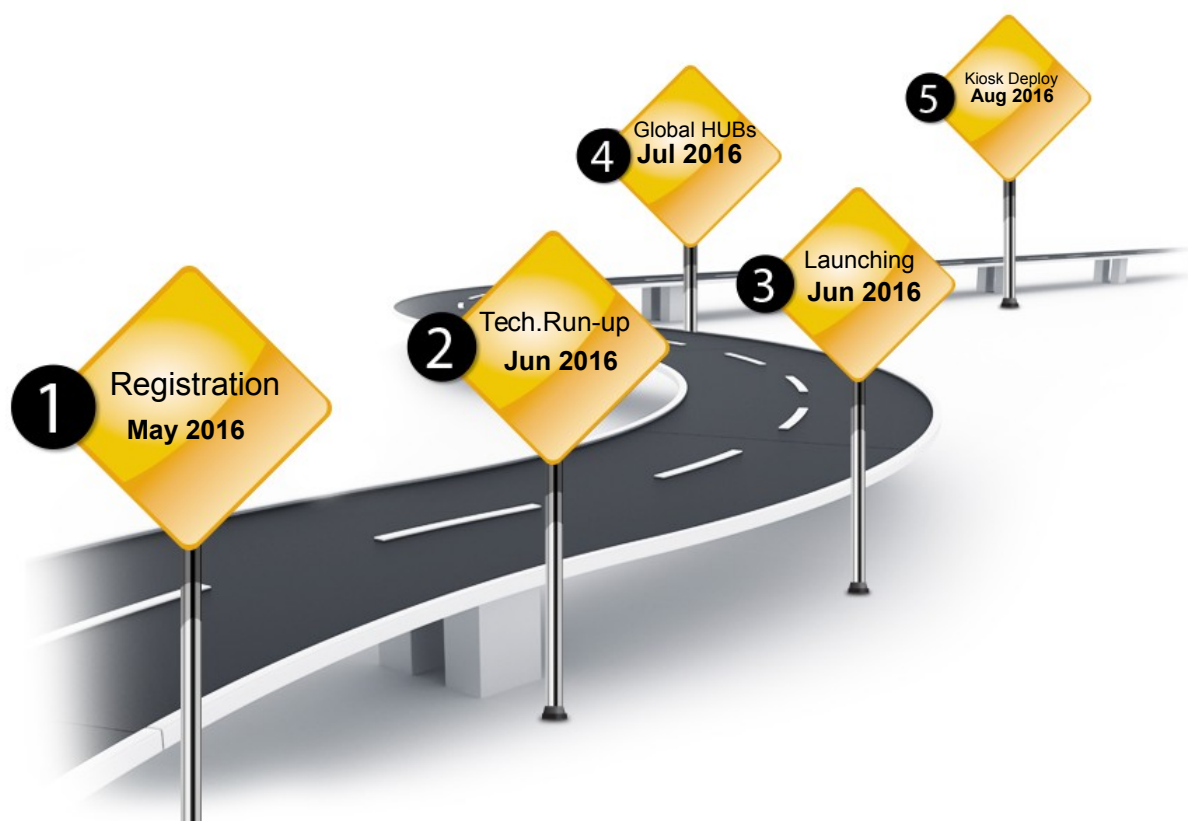 1
Registration
May 2016
2
Tech.Run-up
Jun 2016
3
Launching
Jun 2016
4
Global HUBs
Jul 2016
5
Kiosk Deploy
Aug 2016